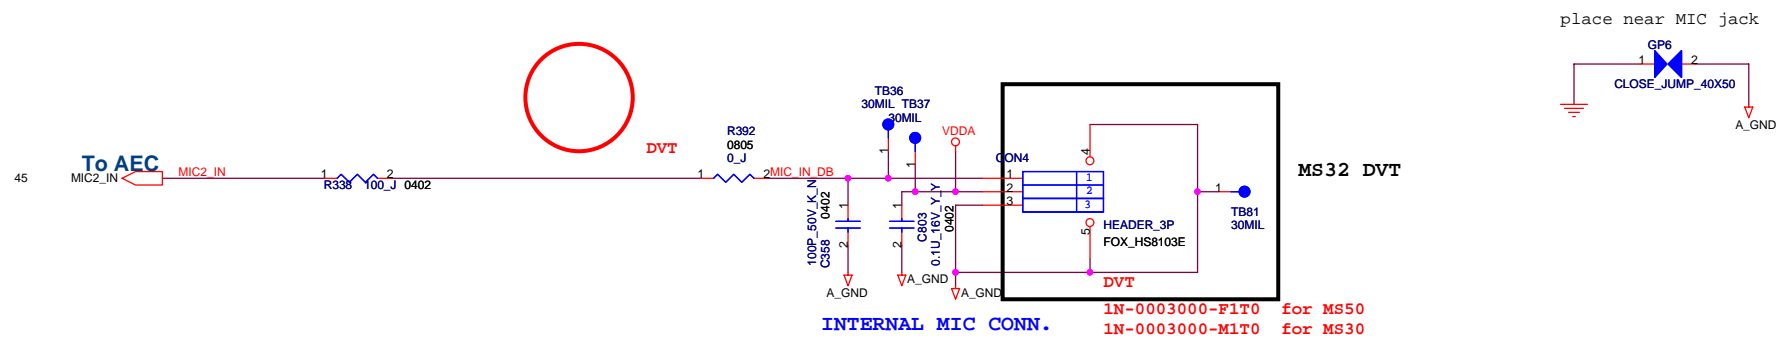 place near MIC jack
GP6
1
2
CLOSE_JUMP_40X50
A_GND
TB36
30MIL
TB37
30MIL
1
1
VDDA
R392
0805
0_J
DVT
To AEC
45
MIC2_IN
MIC2_IN
1
2
R338
100_J
0402
1
2
MIC_IN_DB
CON4
1
2
3
1
2
3
4
5
HEADER_3P
FOX_HS8103E
MS32 DVT
1
TB81
30MIL
1
2
100P_50V_K_N
C358
0402
A_GND
1
2
C803
0.1U_16V_Y_Y
0402
A_GND
A_GND
DVT
INTERNAL MIC CONN.
1N-0003000-F1T0 for MS50
1N-0003000-M1T0 for MS30